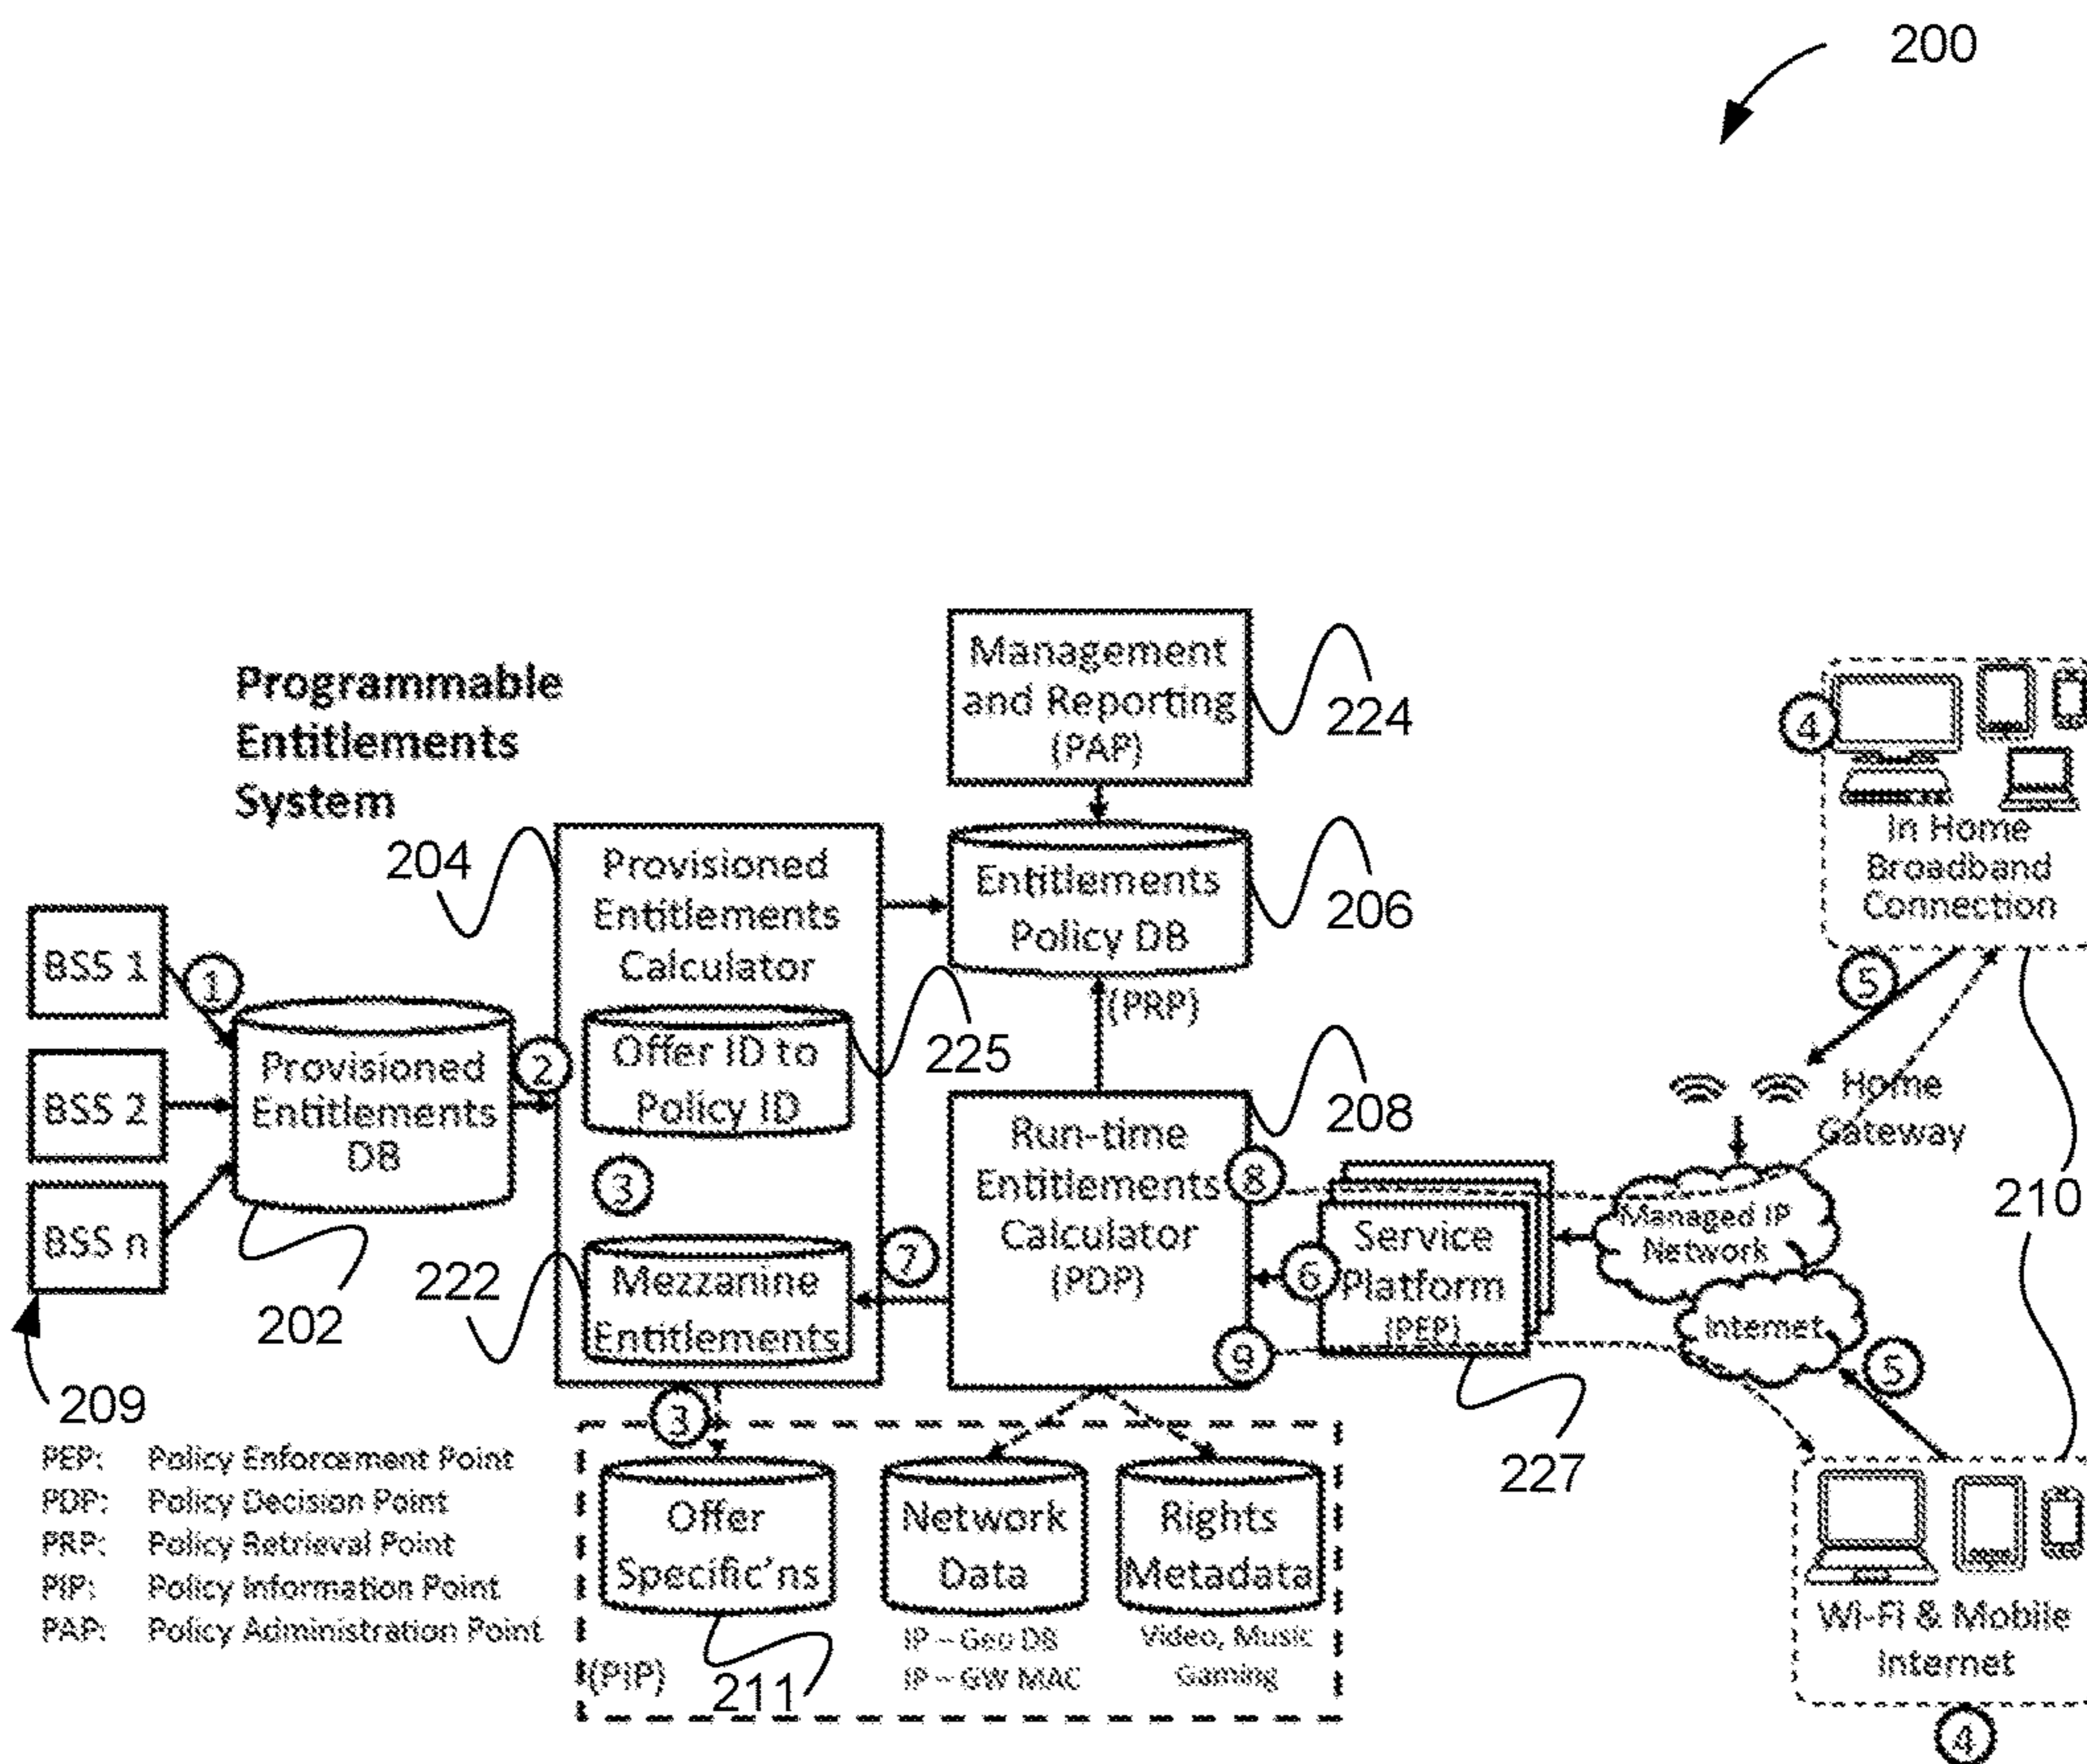 200
Programmable
Entitlements
System
Management
and Reporting
(PAP)
224
204
Provisioned
Entitlements
Calculator
Entitlements
Policy DB
(PRP)
206
BSS 1
BSS 2
BSS n
1
Provisioned
Entitlements
DB
202
209
2
Offer ID to
Policy ID
225
3
222
Mezzanine
Entitlements
7
Run-time
Entitlements
Calculator
(PDP)
208
8
6
9
Service
Platform
(PEP)
227
4
In Home
Broadband
Connection
5
Home
Gateway
210
Managed IP
Network
Internet
5
Wi-Fi & Mobile
Internet
4
3
Offer
Specific'ns
211
(PIP)
Network
Data
IP – Geo DB
IP – GW MAC
Rights
Metadata
Video, Music
Gaming
PEP: Policy Enforcement Point
PDP: Policy Decision Point
PRP: Policy Retrieval Point
PIP: Policy Information Point
PAP: Policy Administration Point